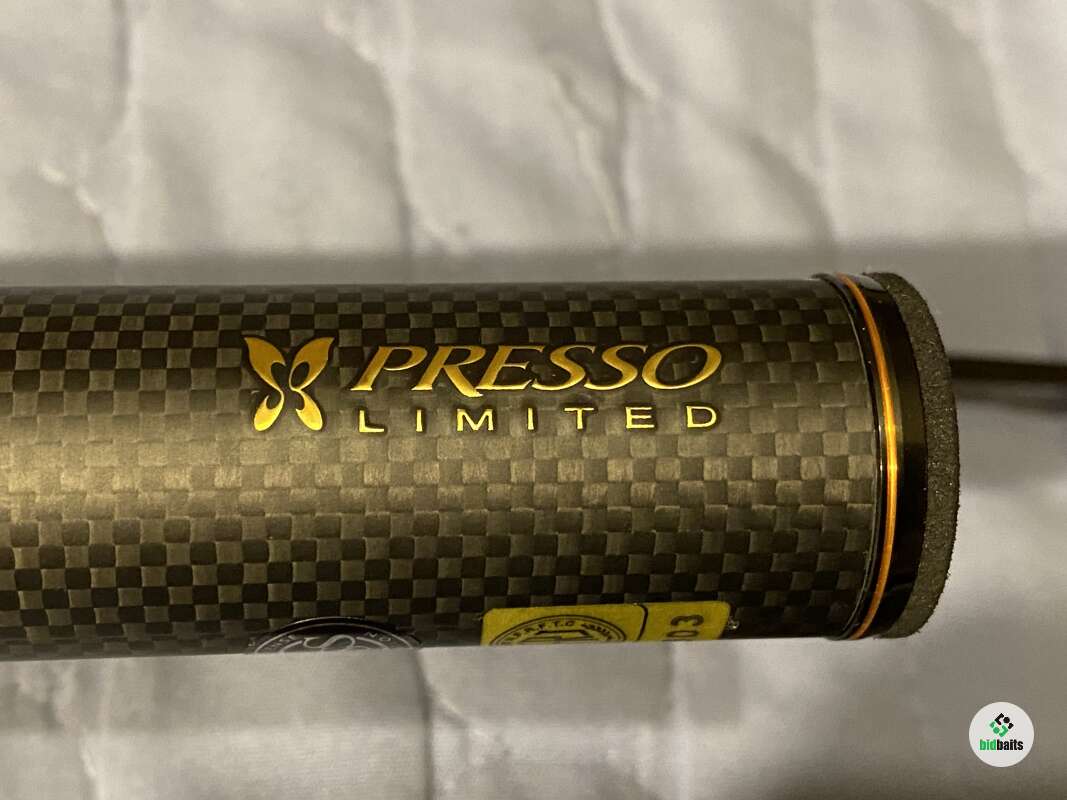 PRESSO
LIMITED
03
bidbaits